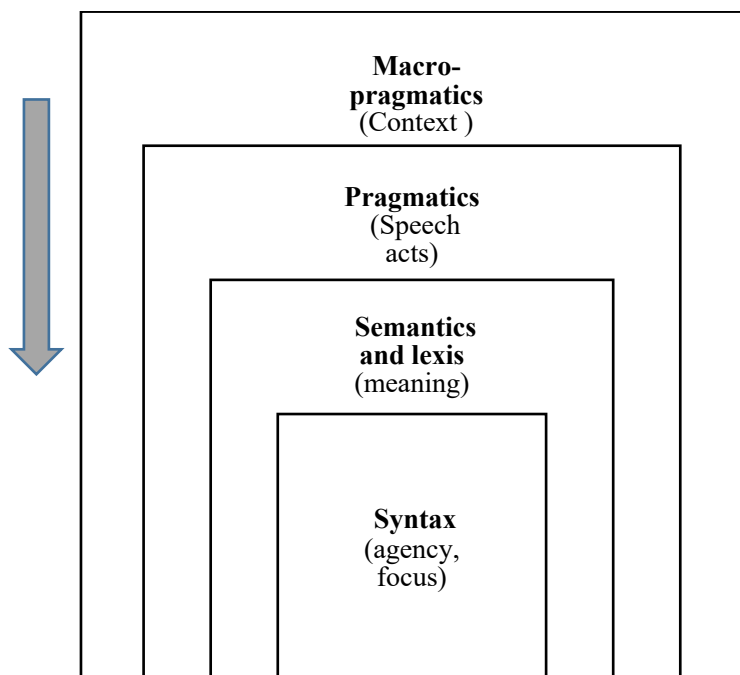 Macro-
pragmatics
(Context )
Pragmatics
(Speech
acts)
Semantics
and lexis
(meaning)
Syntax
(agency,
focus)